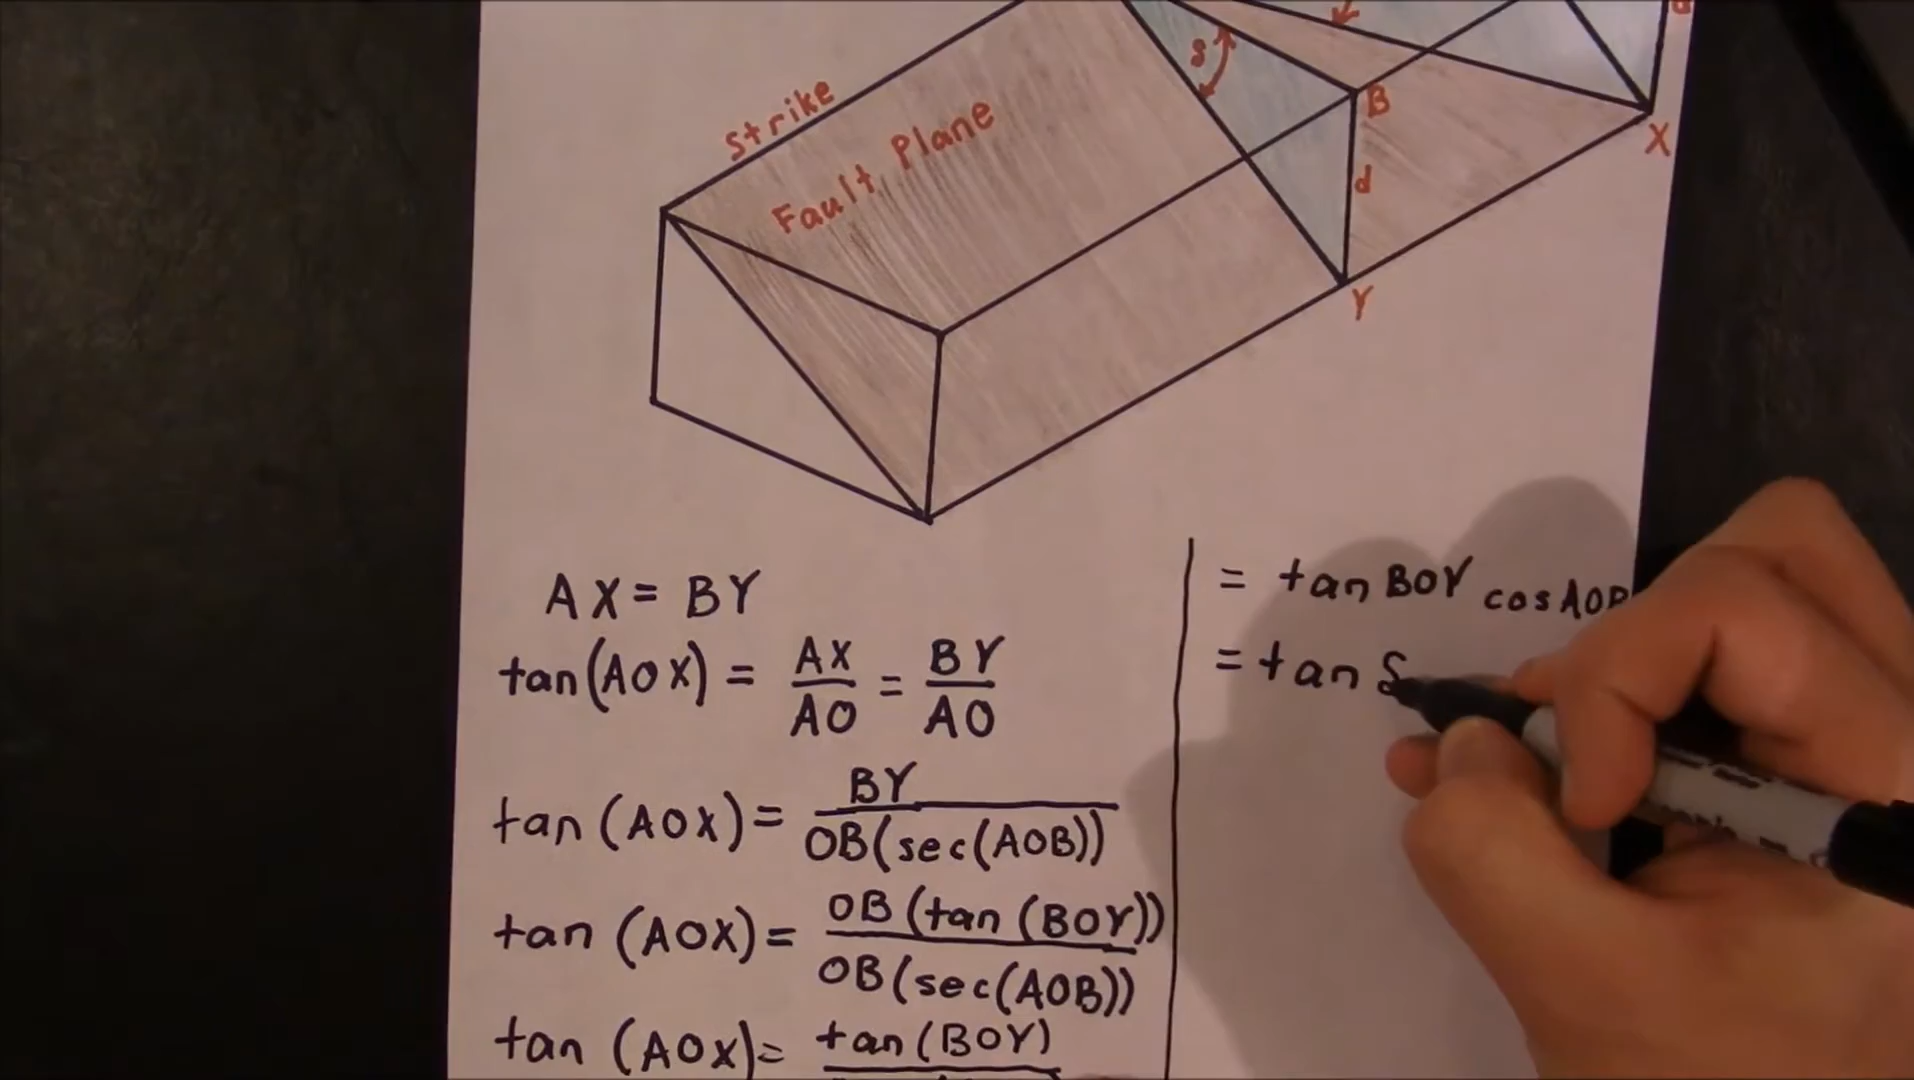 Strike
Fault Plane
δ
B
d
X
Y
d
AX = BY
tan(AOX) = AX/AO = BY/AO
tan (AOX) = BY/OB(sec(AOB))
tan (AOX) = OB(tan(BOY))/OB(sec(AOB))
tan (AOX) = tan(BOY)
= tan BOY cos AOB
= tan δ